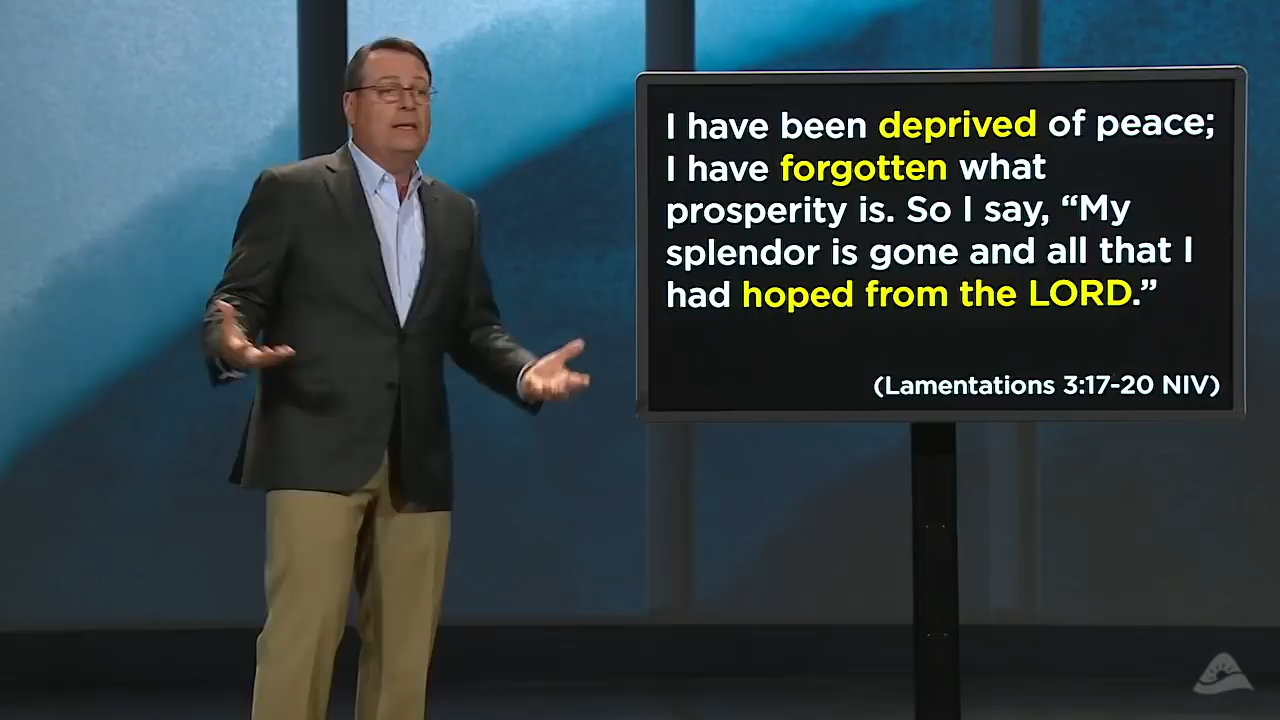 I have been deprived of peace;
I have forgotten what
prosperity is. So I say, “My
splendor is gone and all that I
had hoped from the LORD.”
(Lamentations 3:17-20 NIV)